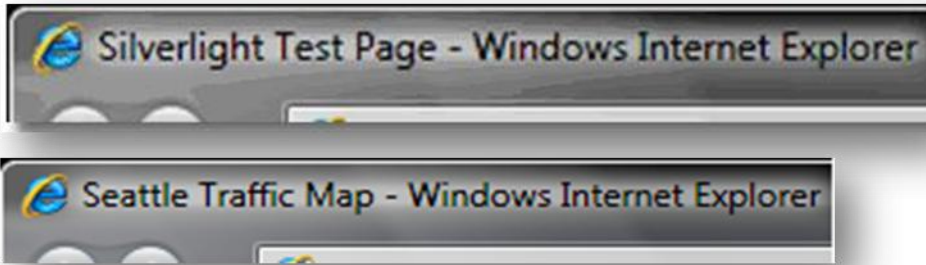 Silverlight Test Page - Windows Internet Explorer
Seattle Traffic Map - Windows Internet Explorer